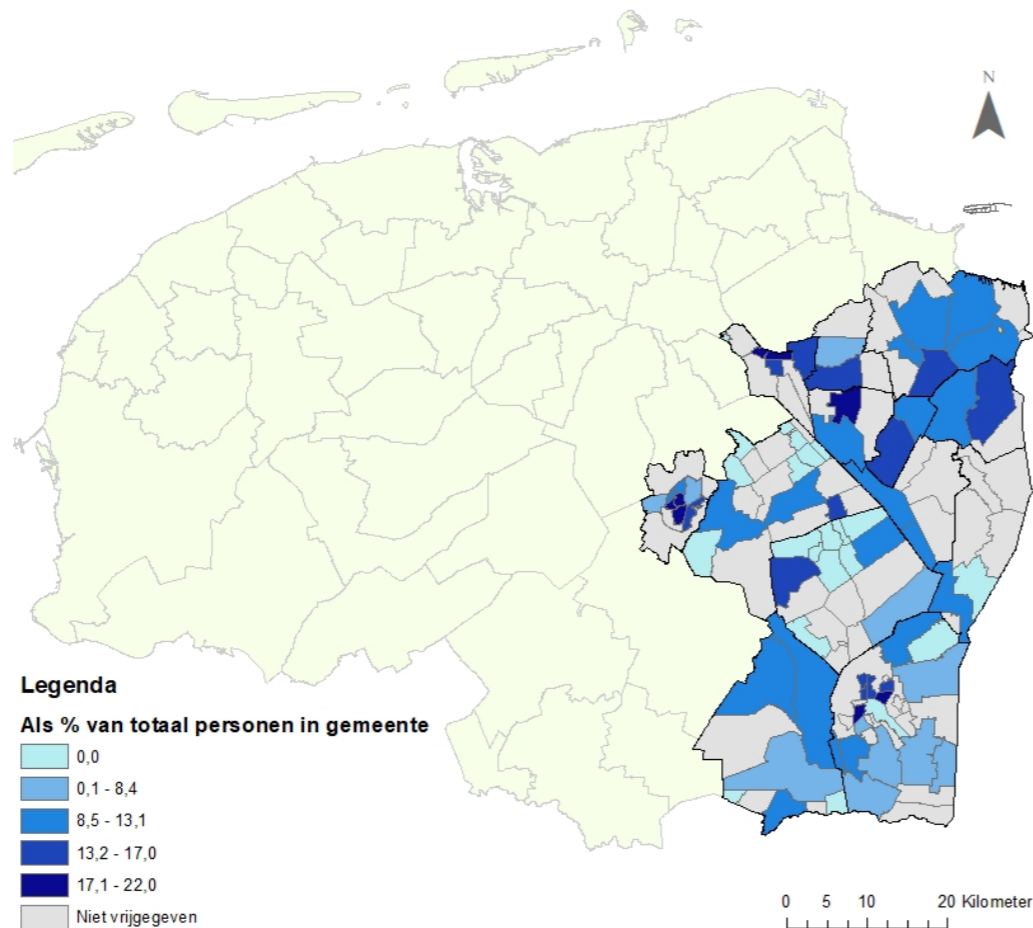 N
Legenda
Als % van totaal personen in gemeente
0,0
0,1 - 8,4
8,5 - 13,1
13,2 - 17,0
17,1 - 22,0
Niet vrijgegeven
0 5 10 20 Kilometer